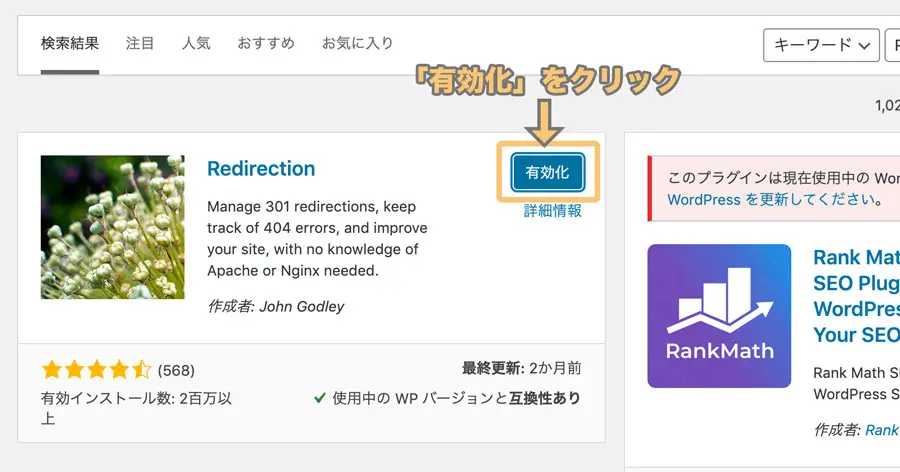 検索結果 注目 人気 おすすめ お気に入り キーワード
「有効化」をクリック
1,02
Redirection
有効化
詳細情報
Manage 301 redirections, keep
track of 404 errors, and improve
your site, with no knowledge of
Apache or Nginx needed.
作成者: John Godley
(568)
最終更新: 2か月前
有効インストール数: 2百万以
上
使用中の WP バージョンと互換性あり
このプラグインは現在使用中の Wor
WordPress を更新してください。
RankMath
Rank Mat
SEO Plug
WordPres
Your SEO
Rank Math S
WordPress S
作成者: Rank